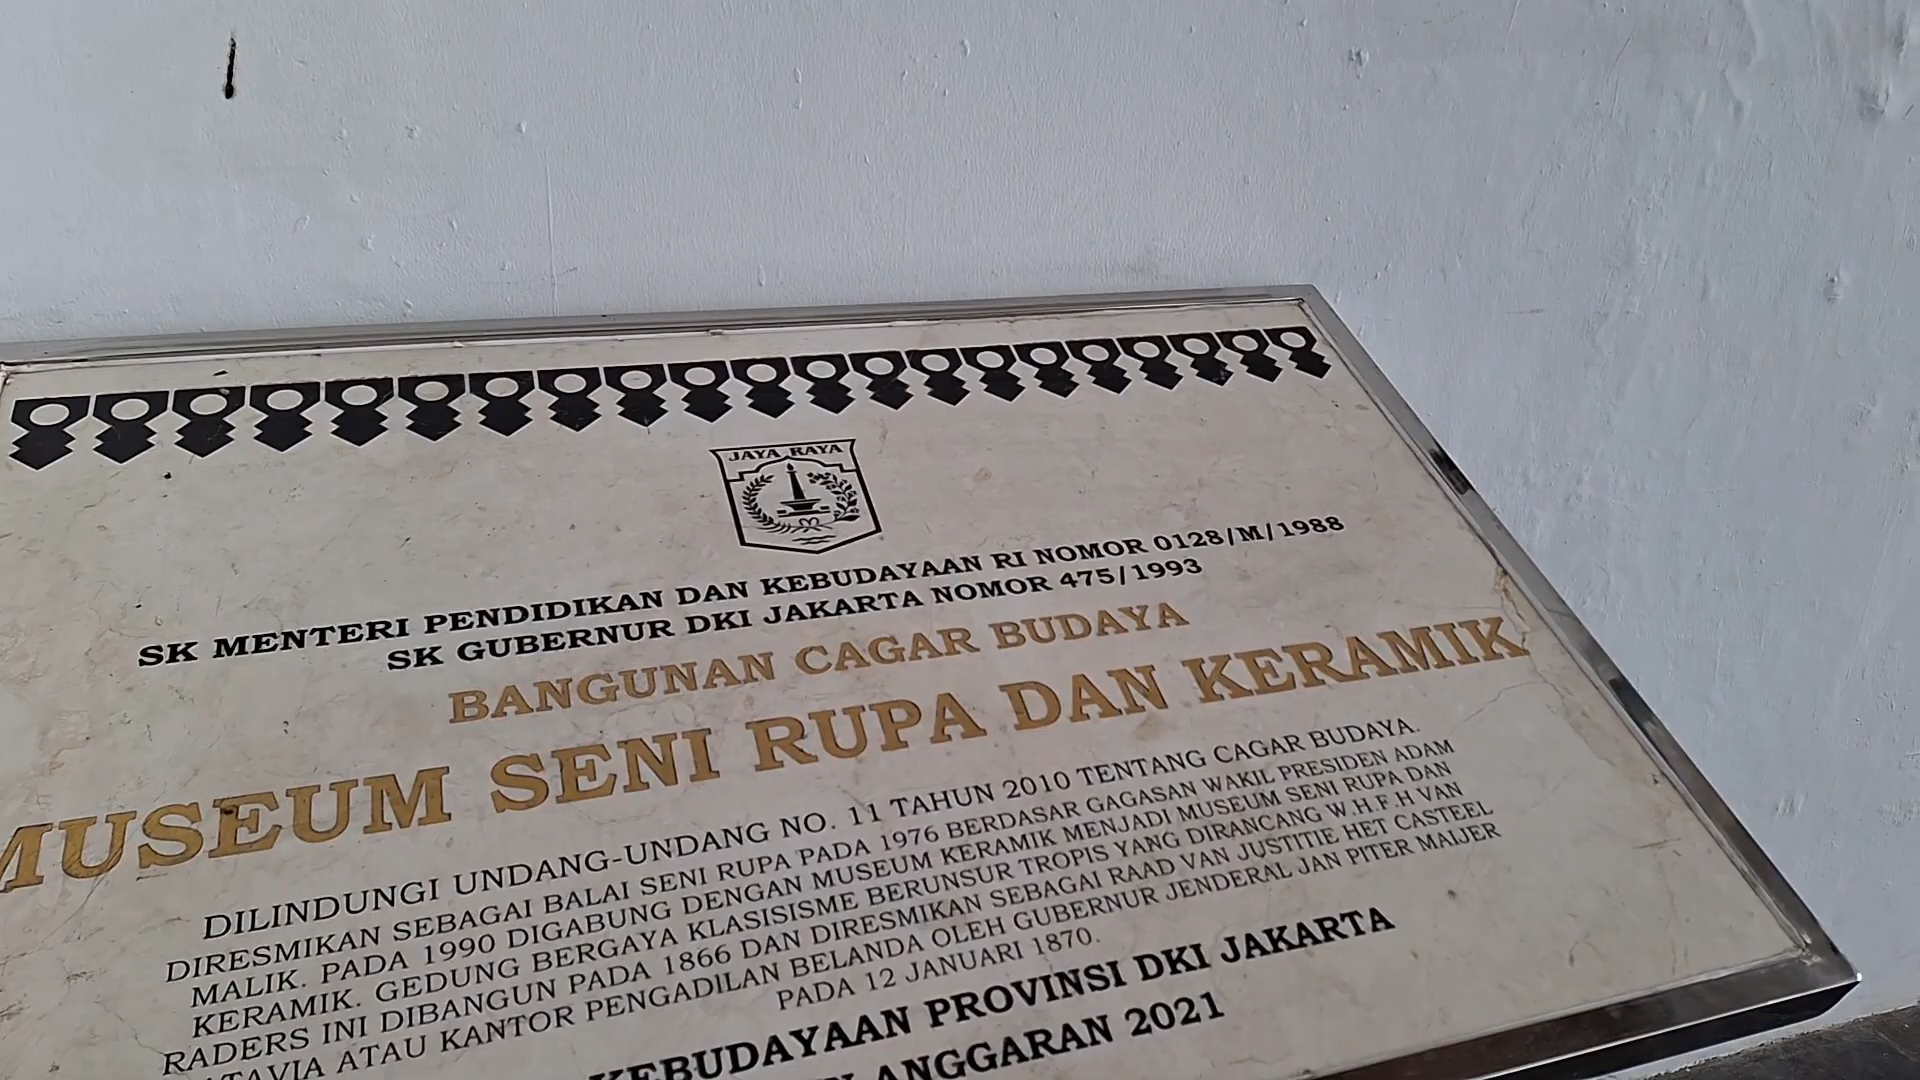 JAYA RAYA
SK MENTERI PENDIDIKAN DAN KEBUDAYAAN RI NOMOR 0128/M/1988
SK GUBERNUR DKI JAKARTA NOMOR 475/1993
BANGUNAN CAGAR BUDAYA
MUSEUM SENI RUPA DAN KERAMIK
DILINDUNGI UNDANG-UNDANG NO. 11 TAHUN 2010 TENTANG CAGAR BUDAYA.
DIRESMIKAN SEBAGAI BALAI SENI RUPA PADA 1976 BERDASAR GAGASAN WAKIL PRESIDEN ADAM
MALIK. PADA 1990 DIGABUNG DENGAN MUSEUM KERAMIK MENJADI MUSEUM SENI RUPA DAN
KERAMIK. GEDUNG BERGAYA KLASISISME BERUNSUR TROPIS YANG DIRANCANG W.H.F.H VAN
RADERS INI DIBANGUN PADA 1866 DAN DIRESMIKAN SEBAGAI RAAD VAN JUSTITIE HET CASTEEL
ATAVIA ATAU KANTOR PENGADILAN BELANDA OLEH GUBERNUR JENDERAL JAN PITER MAIJER
PADA 12 JANUARI 1870.
KEBUDAYAAN PROVINSI DKI JAKARTA
ANGGARAN 2021